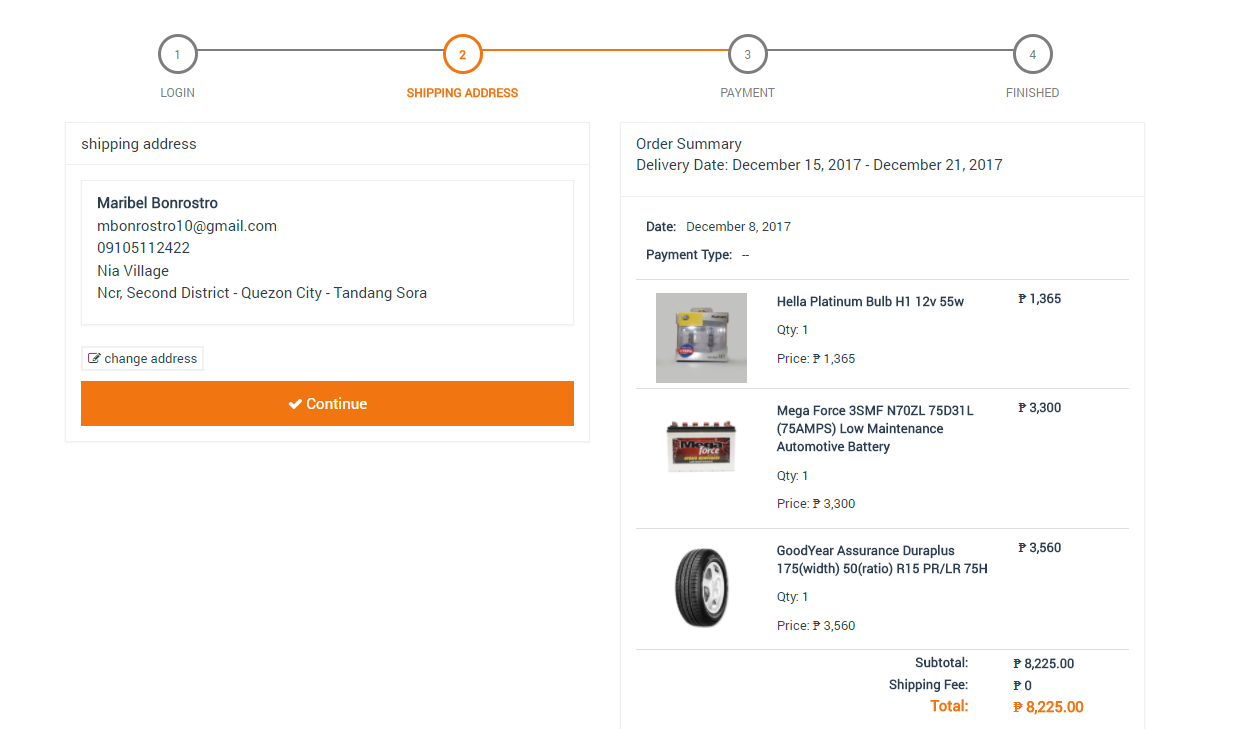 1
2
3
4
LOGIN
SHIPPING ADDRESS
PAYMENT
FINISHED
shipping address
Maribel Bonrostro
mbonrostro10@gmail.com
09105112422
Nia Village
Ncr, Second District - Quezon City - Tandang Sora
change address
Continue
Order Summary
Delivery Date: December 15, 2017 - December 21, 2017
Date: December 8, 2017
Payment Type: --
Hella Platinum Bulb H1 12v 55w
₱ 1,365
Qty: 1
Price: ₱ 1,365
Mega Force 3SMF N70ZL 75D31L
₱ 3,300
(75AMPS) Low Maintenance
Automotive Battery
Qty: 1
Price: ₱ 3,300
Mega
force
GoodYear Assurance Duraplus
₱ 3,560
175(width) 50(ratio) R15 PR/LR 75H
Qty: 1
Price: ₱ 3,560
Subtotal: ₱ 8,225.00
Shipping Fee: ₱ 0
Total: ₱ 8,225.00